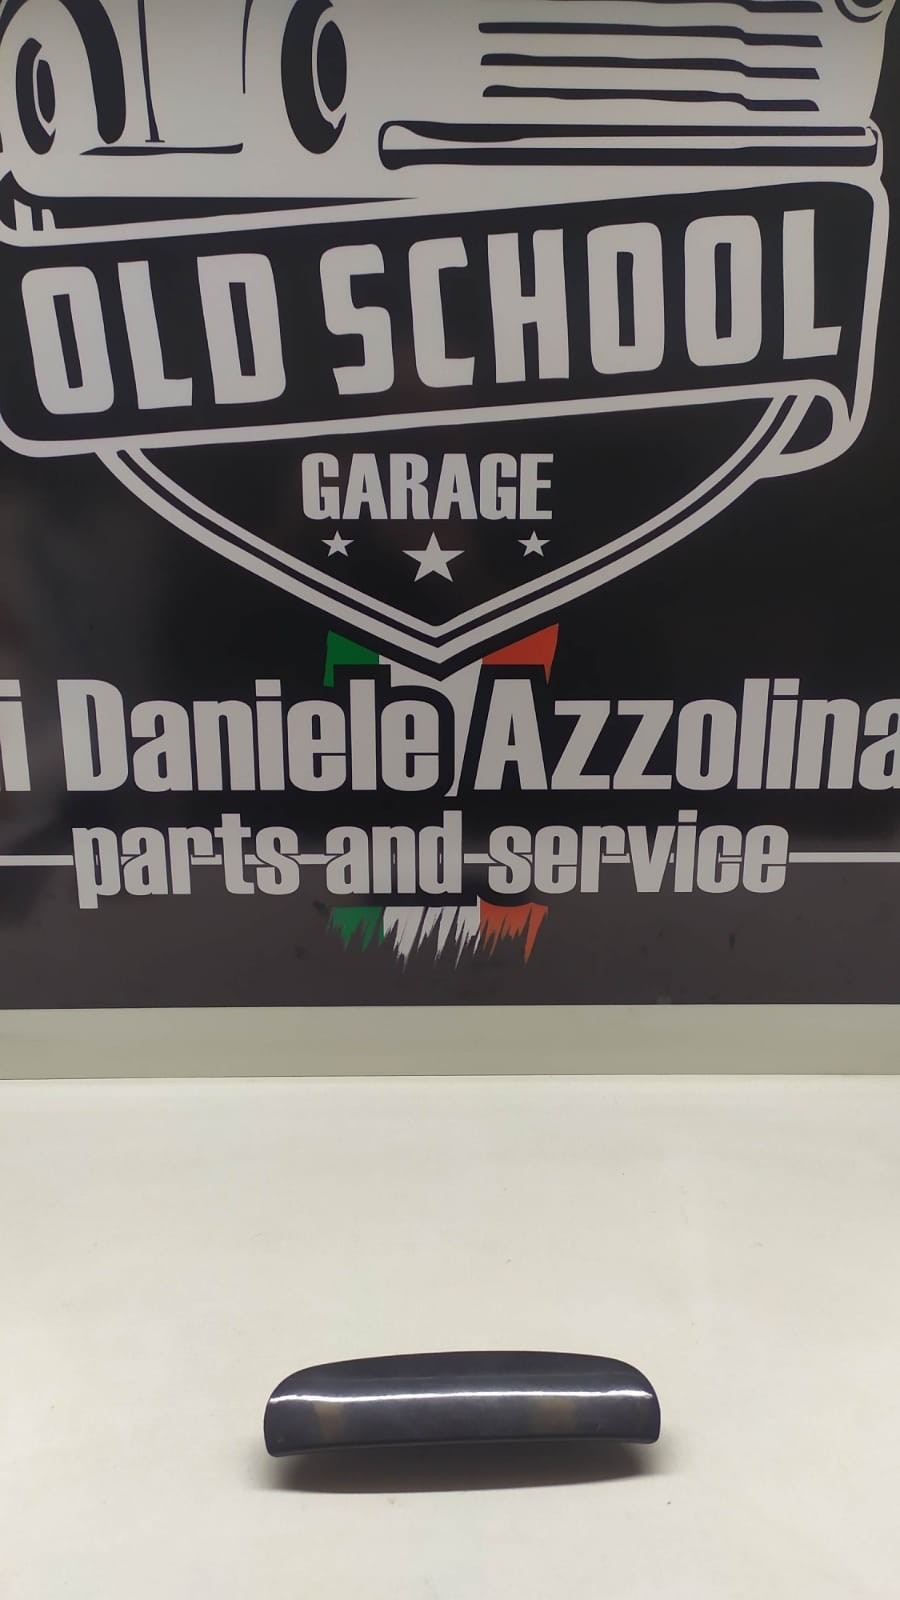 OLD SCHOOL
GARAGE
Daniele Azzolina
parts and service